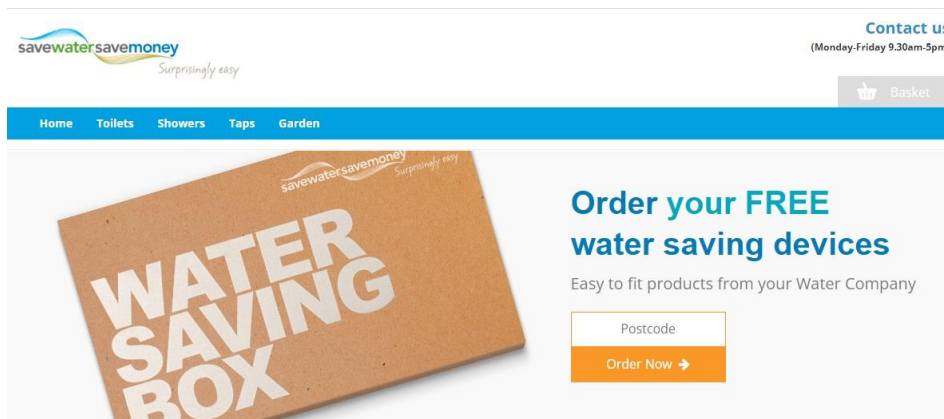 savewatersavemoney
Surprisingly easy
Contact us
(Monday-Friday 9.30am-5pm
Basket
Home Toilets Showers Taps Garden
savewatersavemoney
Surprisingly easy
WATER
SAVING
BOX
Order your FREE
water saving devices
Easy to fit products from your Water Company
Postcode
Order Now